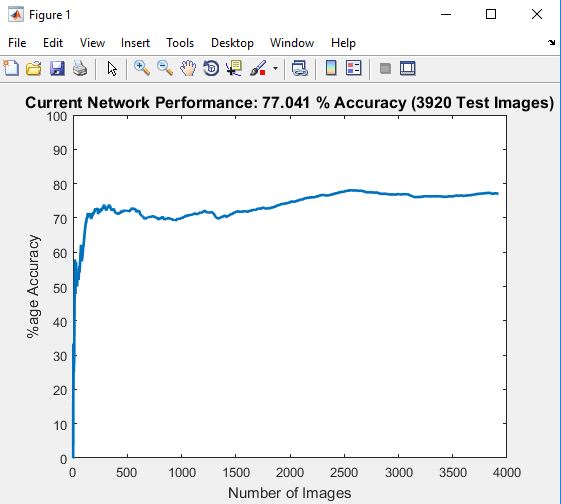 Figure 1
File Edit View Insert Tools Desktop Window Help
Current Network Performance: 77.041 % Accuracy (3920 Test Images)
100
90
80
70
60
50
40
30
20
10
0
%age Accuracy
0 500 1000 1500 2000 2500 3000 3500 4000
Number of Images